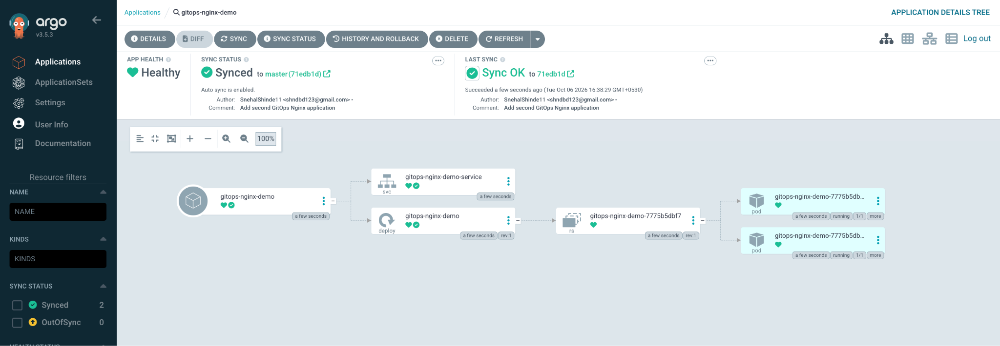 argo
v3.5.3
Applications
ApplicationSets
Settings
User Info
Documentation
Resource filters
NAME
NAME
KINDS
KINDS
SYNC STATUS
Synced 2
OutOfSync 0
HEALTH STATUS
Applications / gitops-nginx-demo
APPLICATION DETAILS TREE
DETAILS DIFF SYNC SYNC STATUS HISTORY AND ROLLBACK DELETE REFRESH
Log out
APP HEALTH
Healthy
SYNC STATUS
Synced to master(71edb1d)
Auto sync is enabled.
Author: SnehalShinde11 <shndbd123@gmail.com> -
Comment: Add second GitOps Nginx application
LAST SYNC
Sync OK to 71edb1d
Succeeded a few seconds ago (Tue Oct 06 2026 16:38:29 GMT+0530)
Author: SnehalShinde11 <shndbd123@gmail.com> -
Comment: Add second GitOps Nginx application
100%
gitops-nginx-demo
a few seconds
gitops-nginx-demo-service
svc
a few seconds
gitops-nginx-demo
deploy
a few seconds rev:1
gitops-nginx-demo-7775b5dbf7
rs
a few seconds rev:1
gitops-nginx-demo-7775b5db...
pod
a few seconds running 1/1 more
gitops-nginx-demo-7775b5db...
pod
a few seconds running 1/1 more